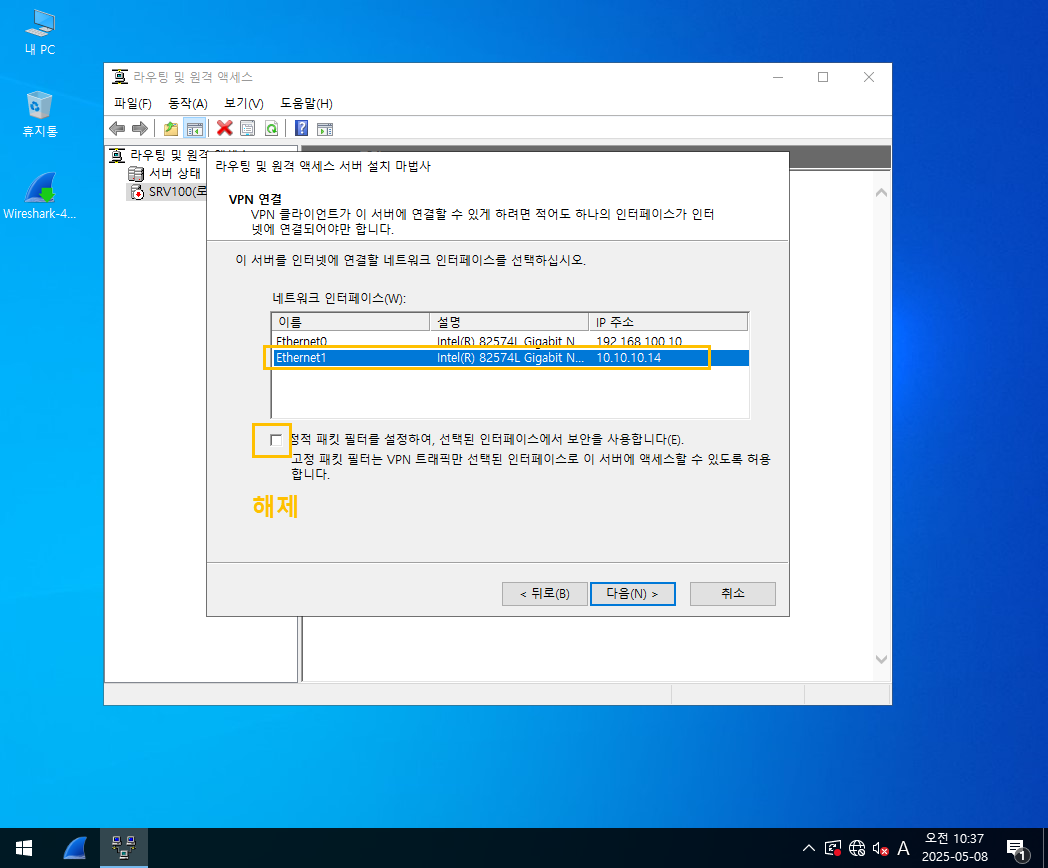 내 PC
휴지통
Wireshark-4...
라우팅 및 원격 액세스
파일(F) 동작(A) 보기(V) 도움말(H)
라우팅 및 원격
서버 상태
SRV100(로
라우팅 및 원격 액세스 서버 설치 마법사
VPN 연결
VPN 클라이언트가 이 서버에 연결할 수 있게 하려면 적어도 하나의 인터페이스가 인터
넷에 연결되어야만 합니다.
이 서버를 인터넷에 연결할 네트워크 인터페이스를 선택하십시오.
네트워크 인터페이스(W):
이름 설명 IP 주소
Ethernet0 Intel(R) 82574L Gigabit N... 192.168.100.10
Ethernet1 Intel(R) 82574L Gigabit N... 10.10.10.14
정적 패킷 필터를 설정하여, 선택된 인터페이스에서 보안을 사용합니다(E).
고정 패킷 필터는 VPN 트래픽만 선택된 인터페이스로 이 서버에 액세스할 수 있도록 허용
합니다.
해제
< 뒤로(B) 다음(N) > 취소
A
오전 10:37
2025-05-08
1